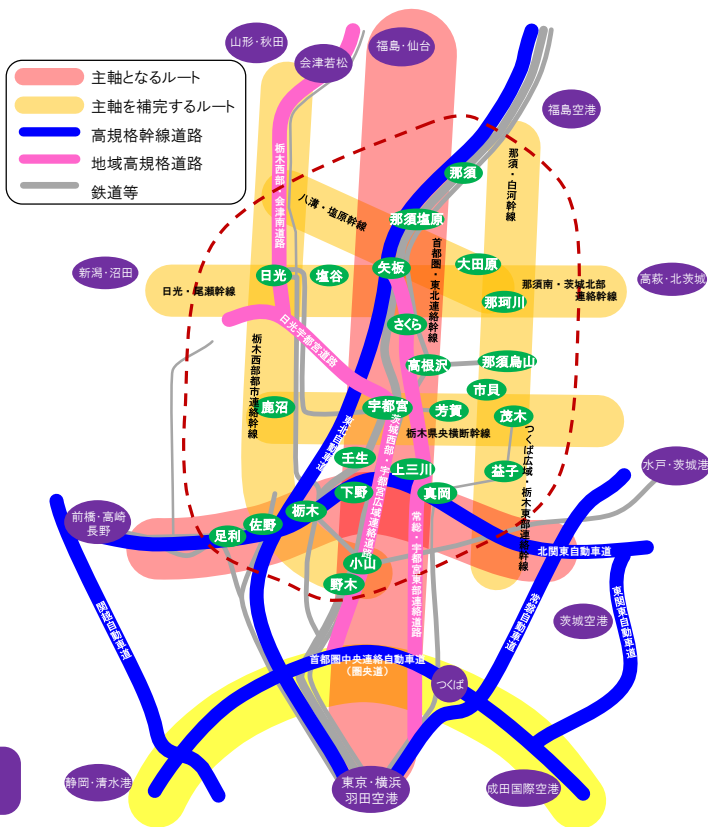 山形・秋田
会津若松
福島・仙台
主軸となるルート
主軸を補完するルート
高規格幹線道路
地域高規格道路
鉄道等
福島空港
栃木西部・会津南道路
那須・白河幹線
那須
八溝・塩原幹線
那須塩原
首都圏・東北連絡幹線
新潟・沼田
日光
塩谷
矢板
大田原
高萩・北茨城
日光・尾瀬幹線
那須南・茨城北部
連絡幹線
那珂川
日光宇都宮道路
さくら
栃木西部都市連絡幹線
高根沢
那須烏山
市貝
鹿沼
宇都宮
芳賀
茂木
東北自動車道
茨城西部・宇都宮広域連絡道路
栃木県央横断幹線
つくば広域・栃木東部連絡幹線
壬生
上三川
益子
水戸・茨城港
下野
真岡
前橋・高崎
長野
栃木
佐野
足利
常総・宇都宮東部連絡道路
北関東自動車道
小山
野木
関越自動車道
常磐自動車道
東関東自動車道
茨城空港
首都圏中央連絡自動車道
（圏央道）
つくば
静岡・清水港
東京・横浜
羽田空港
成田国際空港